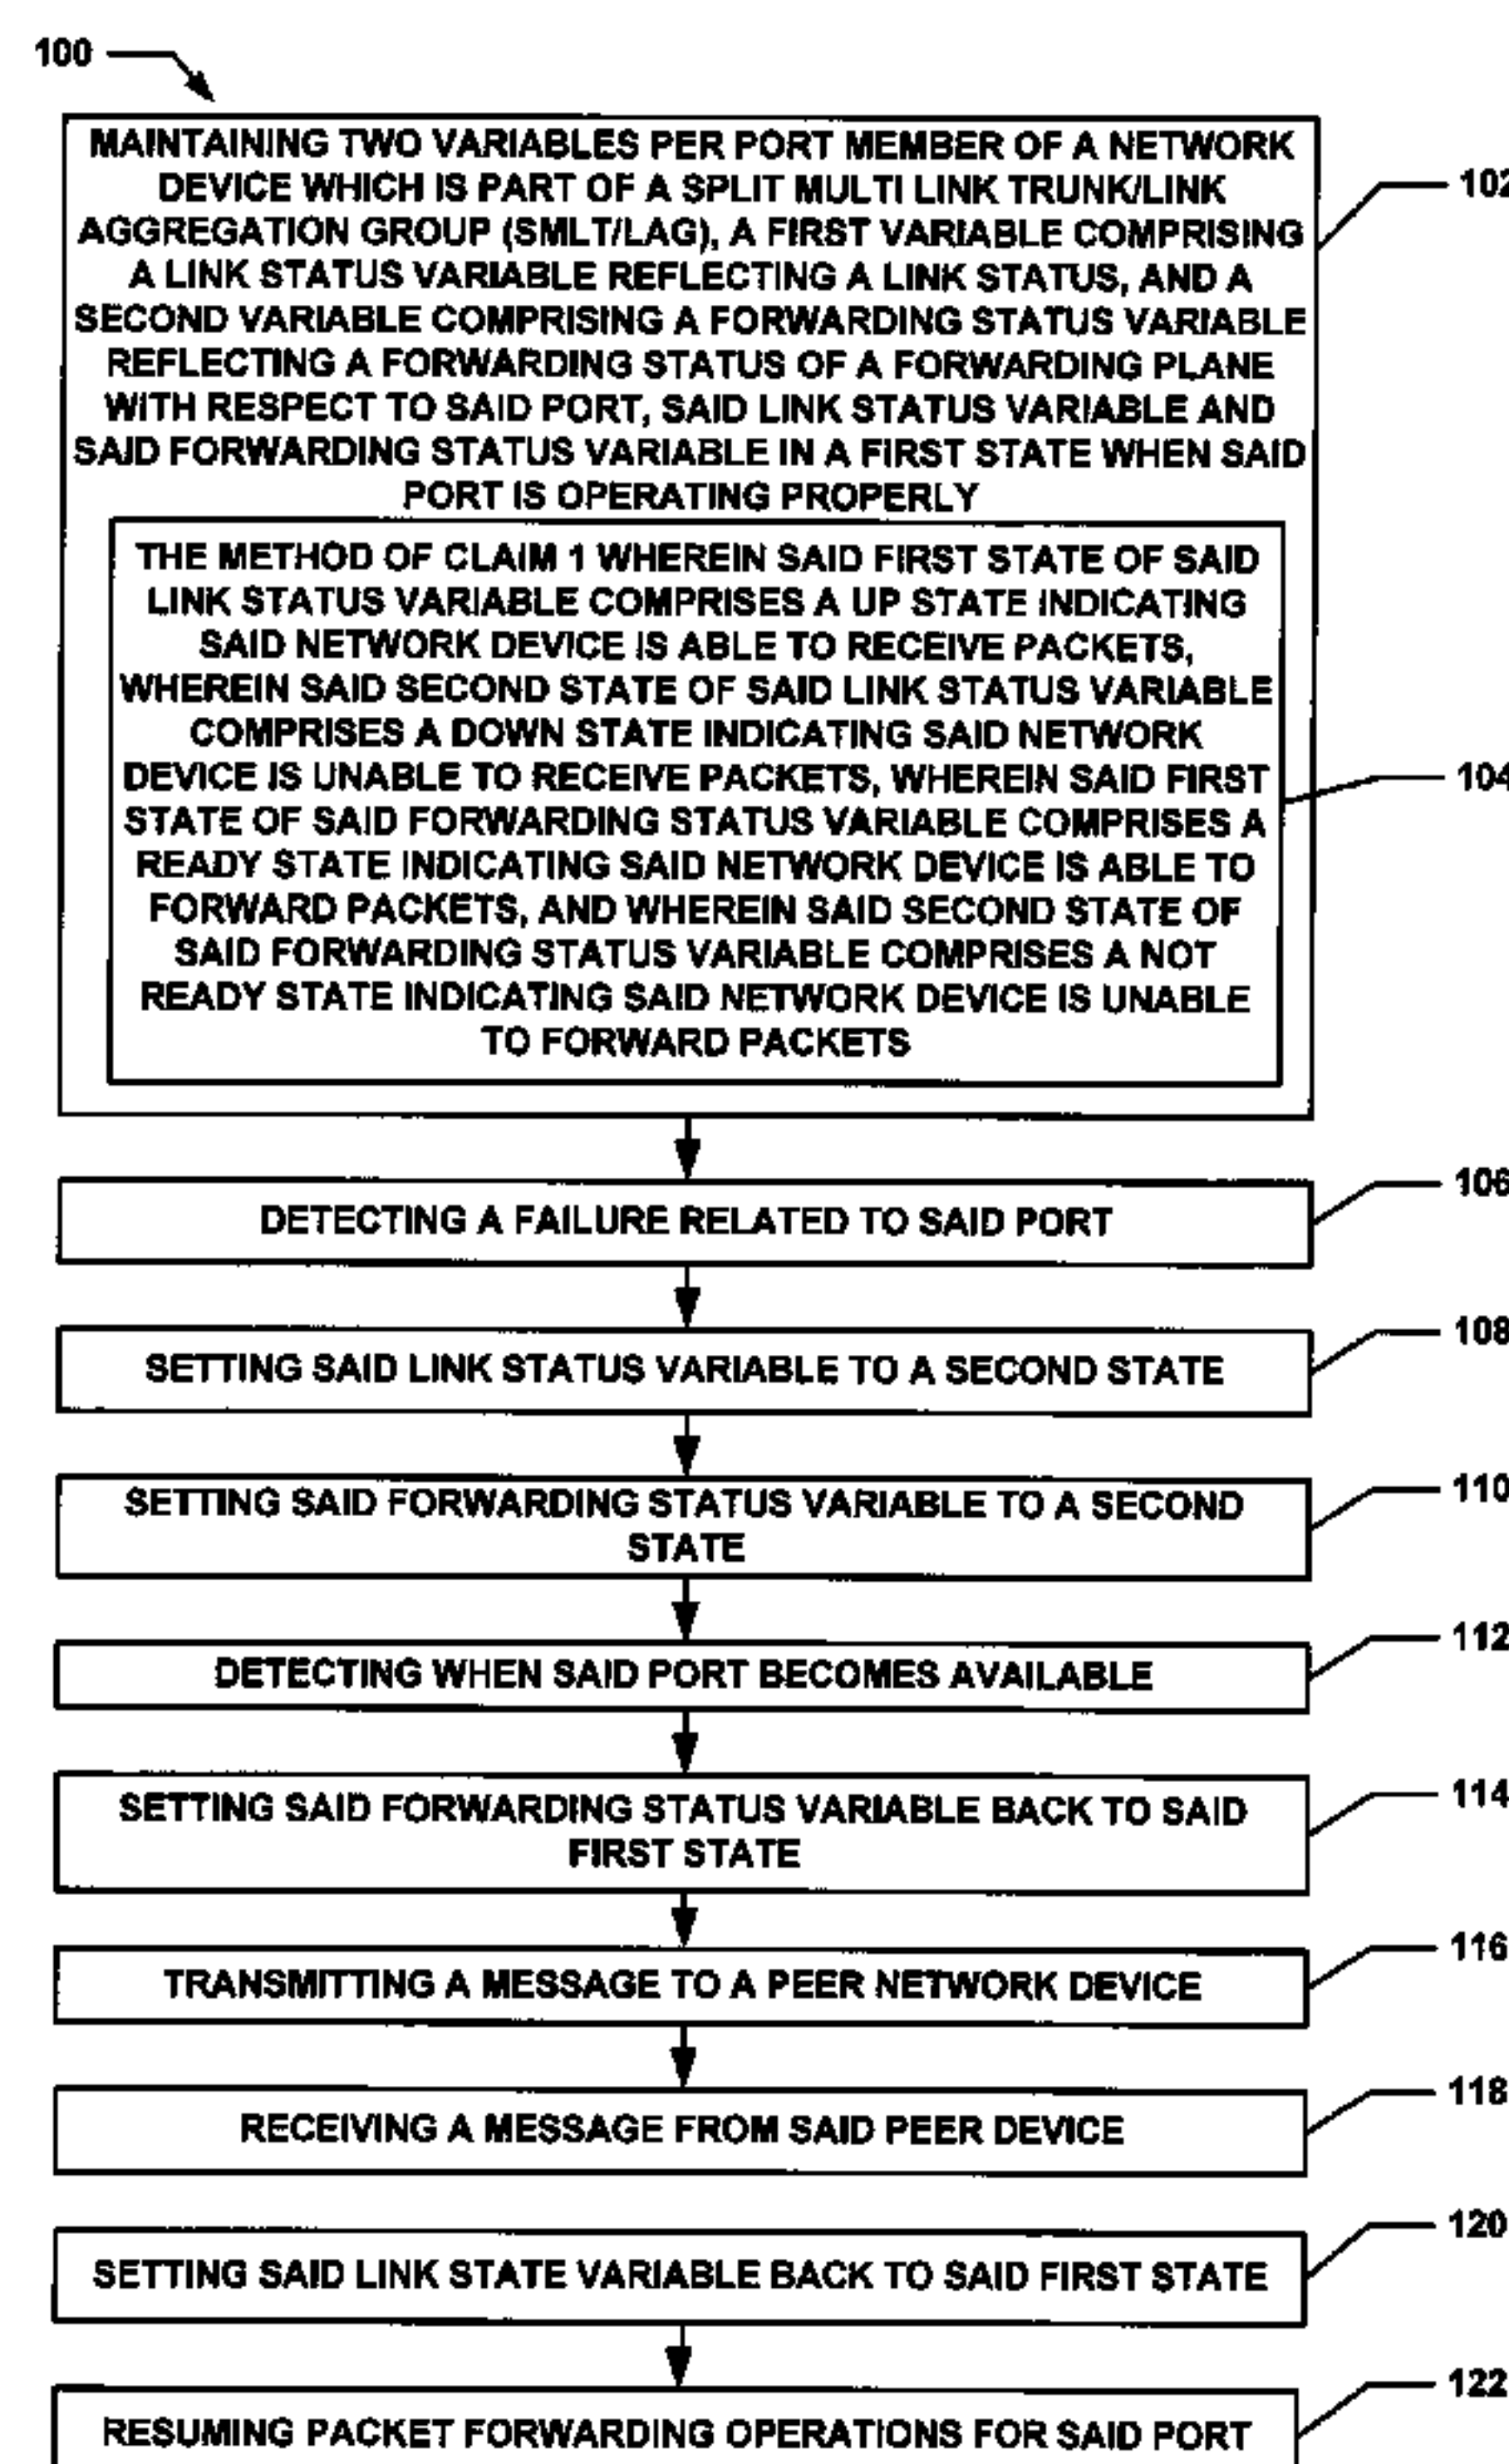 100
MAINTAINING TWO VARIABLES PER PORT MEMBER OF A NETWORK
DEVICE WHICH IS PART OF A SPLIT MULTI LINK TRUNK/LINK
AGGREGATION GROUP (SMLT/LAG), A FIRST VARIABLE COMPRISING
A LINK STATUS VARIABLE REFLECTING A LINK STATUS, AND A
SECOND VARIABLE COMPRISING A FORWARDING STATUS VARIABLE
REFLECTING A FORWARDING STATUS OF A FORWARDING PLANE
WITH RESPECT TO SAID PORT, SAID LINK STATUS VARIABLE AND
SAID FORWARDING STATUS VARIABLE IN A FIRST STATE WHEN SAID
PORT IS OPERATING PROPERLY
102
THE METHOD OF CLAIM 1 WHEREIN SAID FIRST STATE OF SAID
LINK STATUS VARIABLE COMPRISES A UP STATE INDICATING
SAID NETWORK DEVICE IS ABLE TO RECEIVE PACKETS,
WHEREIN SAID SECOND STATE OF SAID LINK STATUS VARIABLE
COMPRISES A DOWN STATE INDICATING SAID NETWORK
DEVICE IS UNABLE TO RECEIVE PACKETS, WHEREIN SAID FIRST
STATE OF SAID FORWARDING STATUS VARIABLE COMPRISES A
READY STATE INDICATING SAID NETWORK DEVICE IS ABLE TO
FORWARD PACKETS, AND WHEREIN SAID SECOND STATE OF
SAID FORWARDING STATUS VARIABLE COMPRISES A NOT
READY STATE INDICATING SAID NETWORK DEVICE IS UNABLE
TO FORWARD PACKETS
104
DETECTING A FAILURE RELATED TO SAID PORT
106
SETTING SAID LINK STATUS VARIABLE TO A SECOND STATE
108
SETTING SAID FORWARDING STATUS VARIABLE TO A SECOND
STATE
110
DETECTING WHEN SAID PORT BECOMES AVAILABLE
112
SETTING SAID FORWARDING STATUS VARIABLE BACK TO SAID
FIRST STATE
114
TRANSMITTING A MESSAGE TO A PEER NETWORK DEVICE
116
RECEIVING A MESSAGE FROM SAID PEER DEVICE
118
SETTING SAID LINK STATE VARIABLE BACK TO SAID FIRST STATE
120
RESUMING PACKET FORWARDING OPERATIONS FOR SAID PORT
122